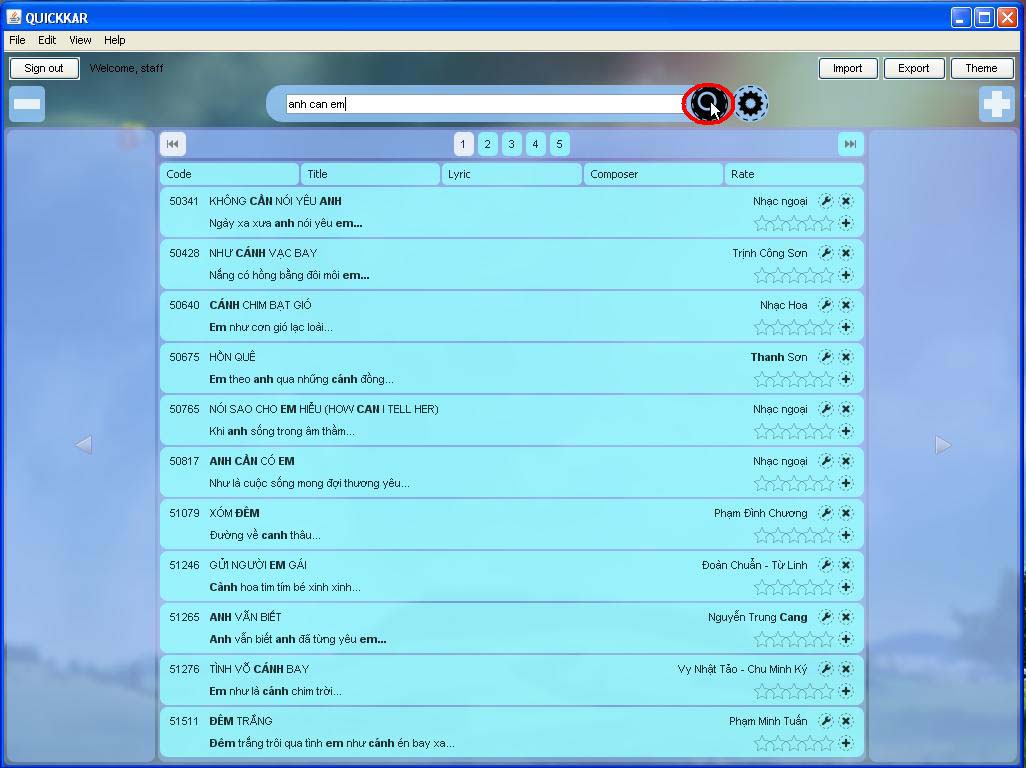 QUICKKAR
File Edit View Help
Sign out Welcome, staff Import Export Theme
anh can em
1 2 3 4 5
Code Title Lyric Composer Rate
50341 KHÔNG CẦN NÓI YÊU ANH Nhạc ngoại
Ngày xa xưa anh nói yêu em...
50428 NHƯ CÁNH VẠC BAY Trịnh Công Sơn
Nắng có hồng bằng đôi môi em...
50640 CÁNH CHIM BẠT GIÓ Nhạc Hoa
Em như cơn gió lạc loài...
50675 HỒN QUÊ Thanh Sơn
Em theo anh qua những cánh đồng...
50765 NÓI SAO CHO EM HIỂU (HOW CAN I TELL HER) Nhạc ngoại
Khi anh sống trong âm thầm...
50817 ANH CẦN CÓ EM Nhạc ngoại
Như là cuộc sống mong đợi thương yêu...
51079 XÓM ĐÊM Phạm Đình Chương
Đường về canh thâu...
51246 GỬI NGƯỜI EM GÁI Đoàn Chuẩn - Từ Linh
Cành hoa tim tím bé xinh xinh...
51265 ANH VẪN BIẾT Nguyễn Trung Cang
Anh vẫn biết anh đã từng yêu em...
51276 TÌNH VỖ CÁNH BAY Vy Nhật Tảo - Chu Minh Ký
Em như là cánh chim trời...
51511 ĐÊM TRẮNG Phạm Minh Tuấn
Đêm trắng trôi qua tình em như cánh én bay xa...